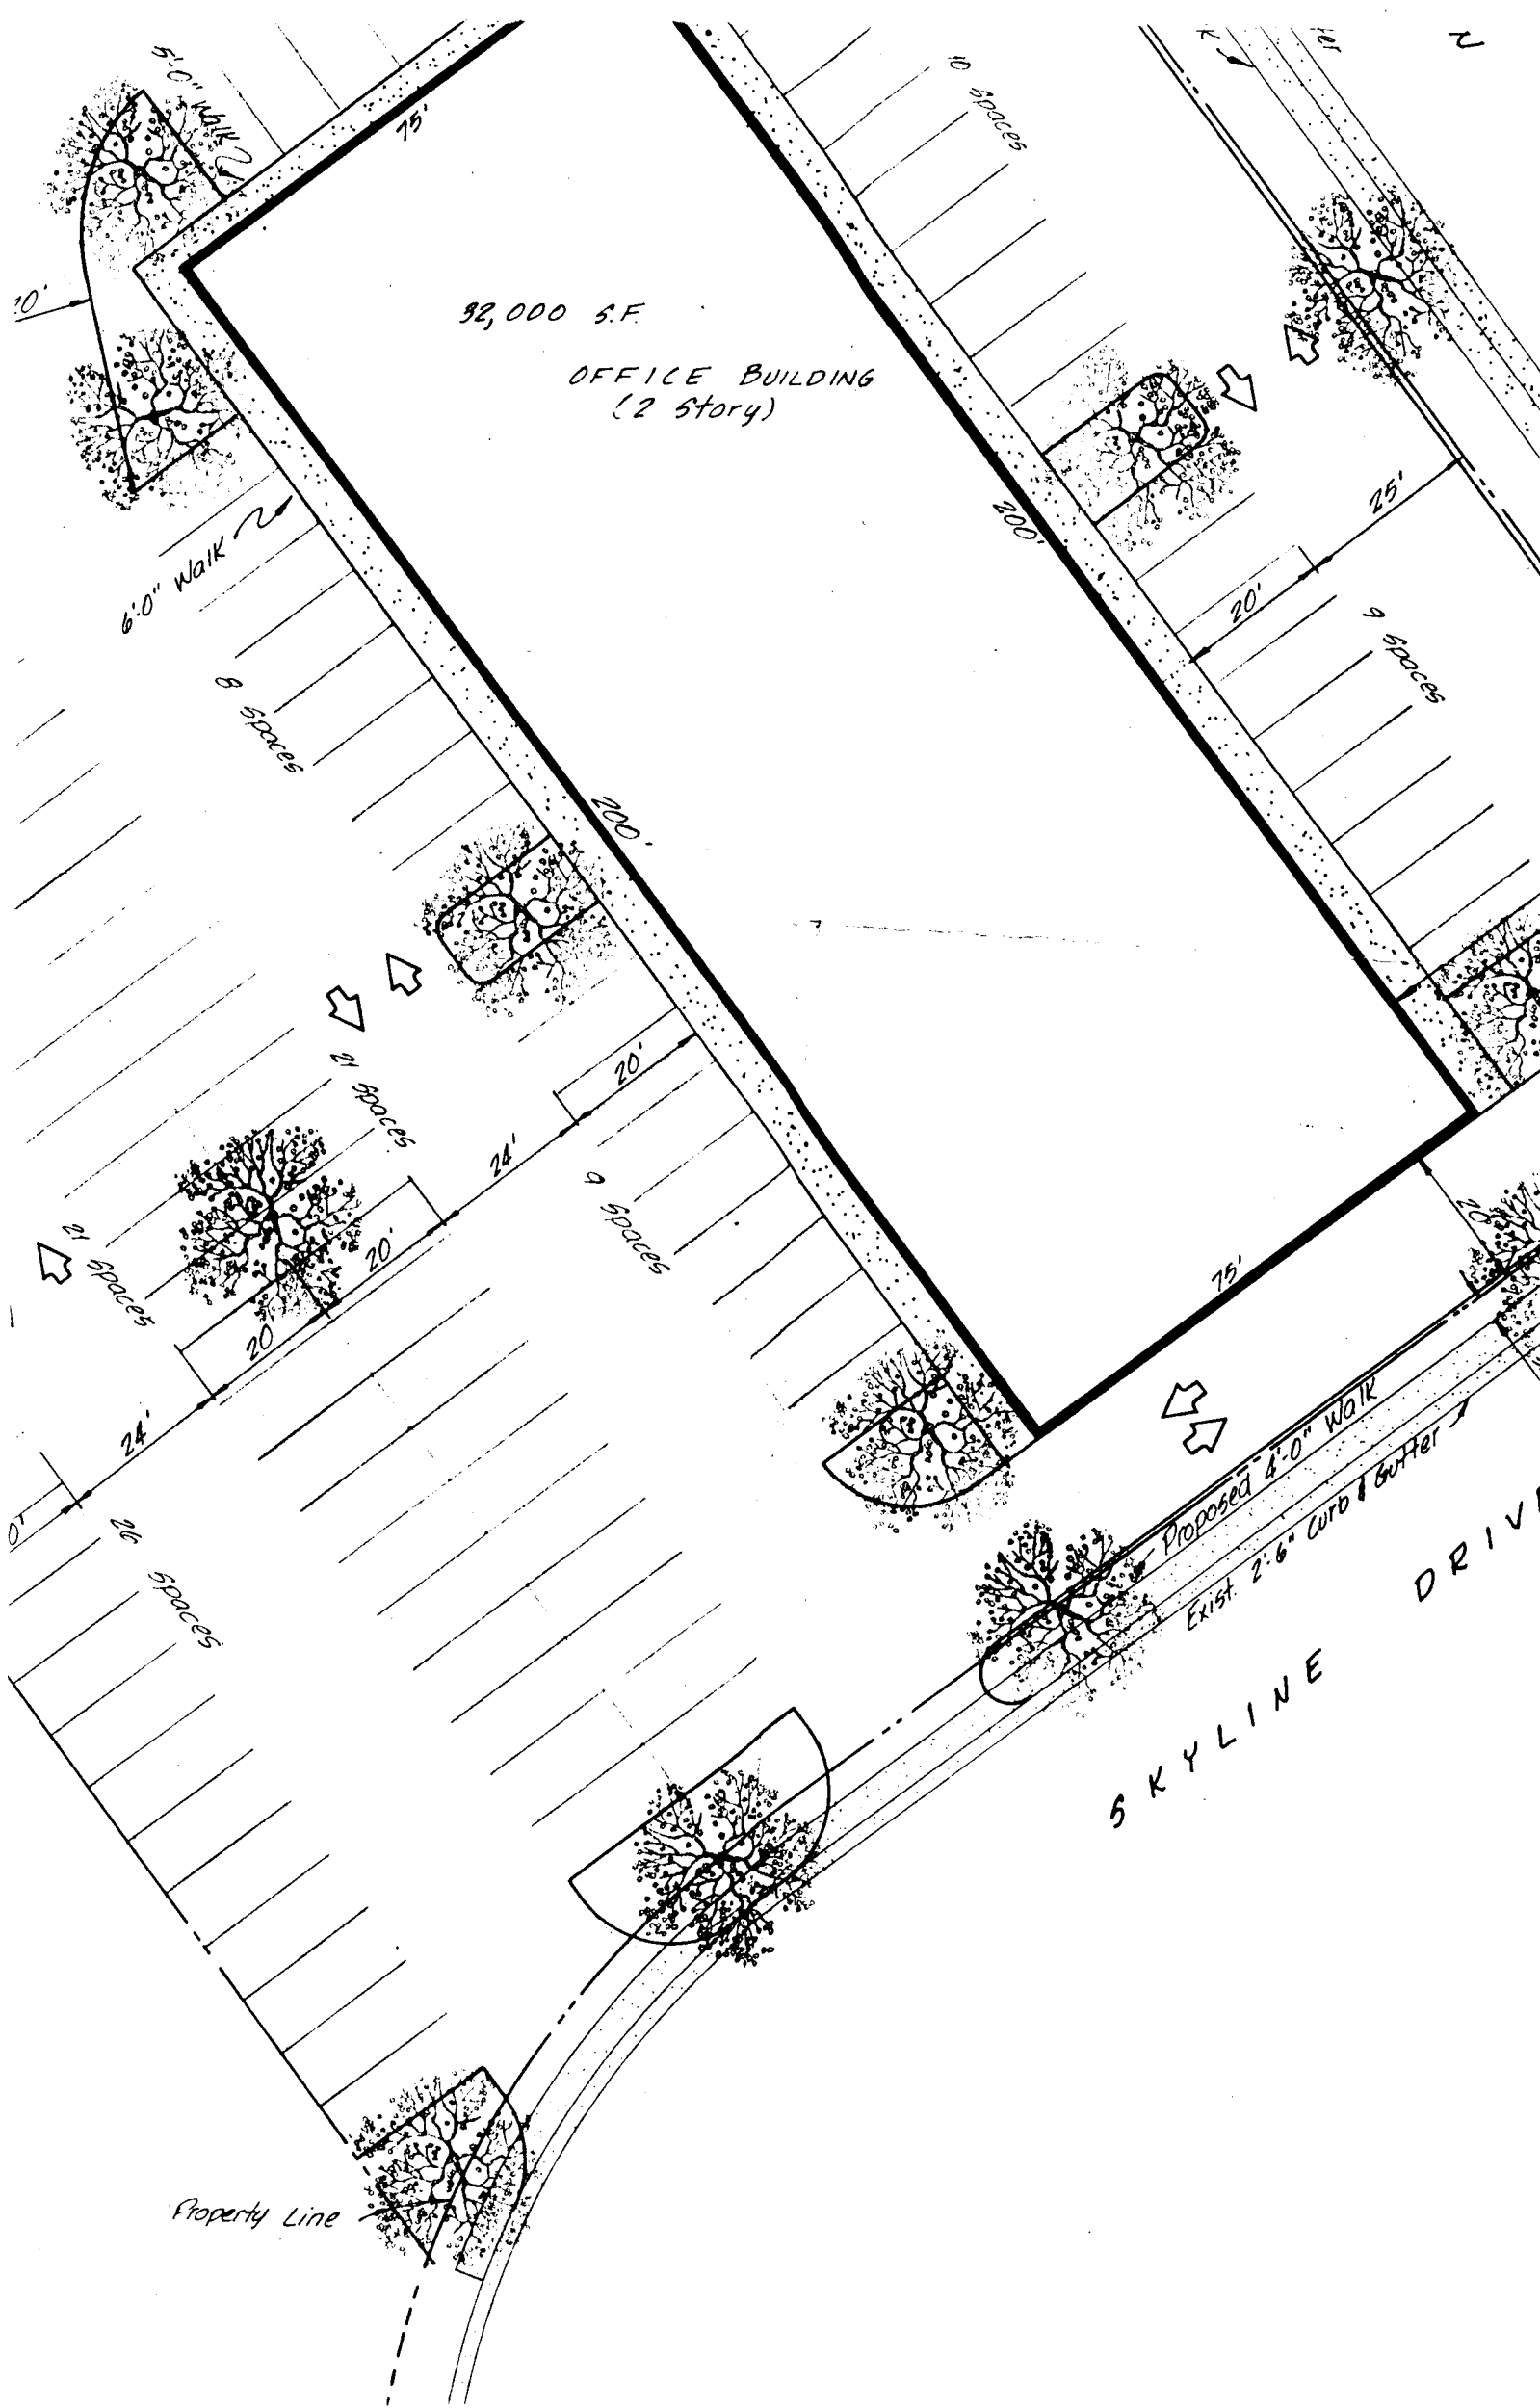 5'-0" Walk
75'
10 Spaces
32,000 S.F.
OFFICE BUILDING
(2 Story)
6'-0" Walk
8 Spaces
200'
200'
25'
20'
9 Spaces
21 Spaces
20'
24'
9 Spaces
20'
21 Spaces
20'
24'
26 Spaces
75'
20'
Proposed 4'-0" Walk
Exist. 2'-6" Curb & Gutter
SKYLINE
Property Line